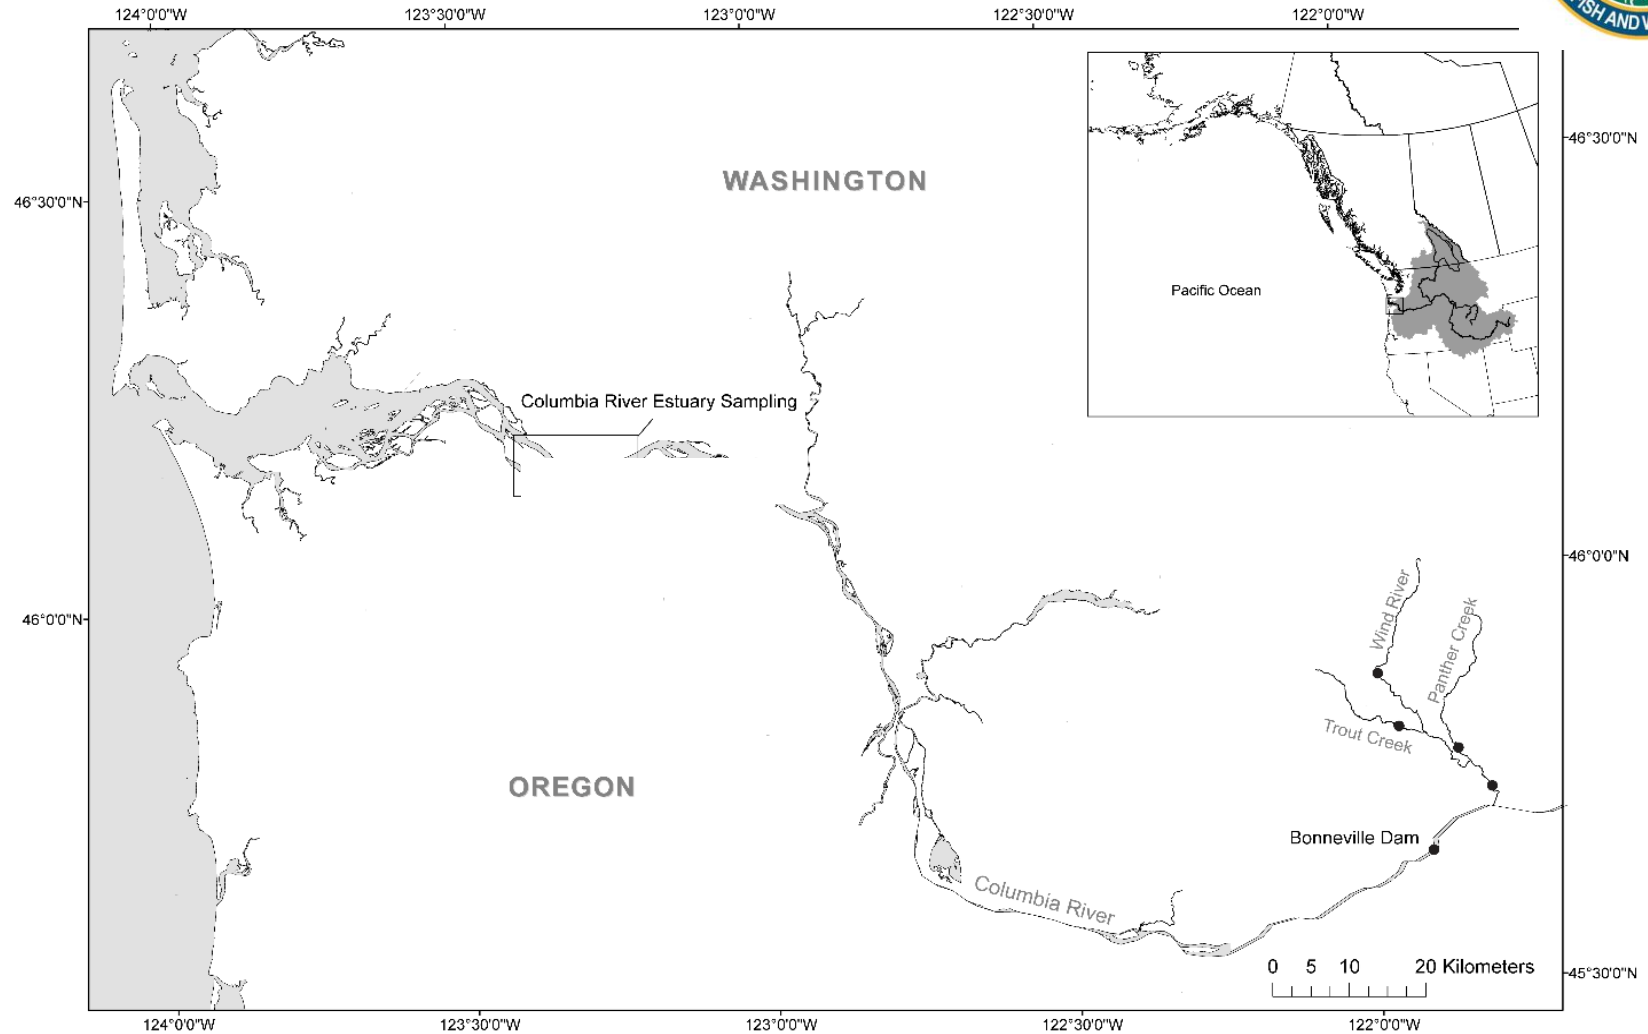 124°0'0"W 123°30'0"W 123°0'0"W 122°30'0"W 122°0'0"W
FISH AND
46°30'0"N
WASHINGTON
46°30'0"N
Pacific Ocean
Columbia River Estuary Sampling
46°0'0"N
Wind River
Panther Creek
46°0'0"N
Trout Creek
OREGON
Bonneville Dam
Columbia River
0 5 10 20 Kilometers
45°30'0"N
124°0'0"W 123°30'0"W 123°0'0"W 122°30'0"W 122°0'0"W